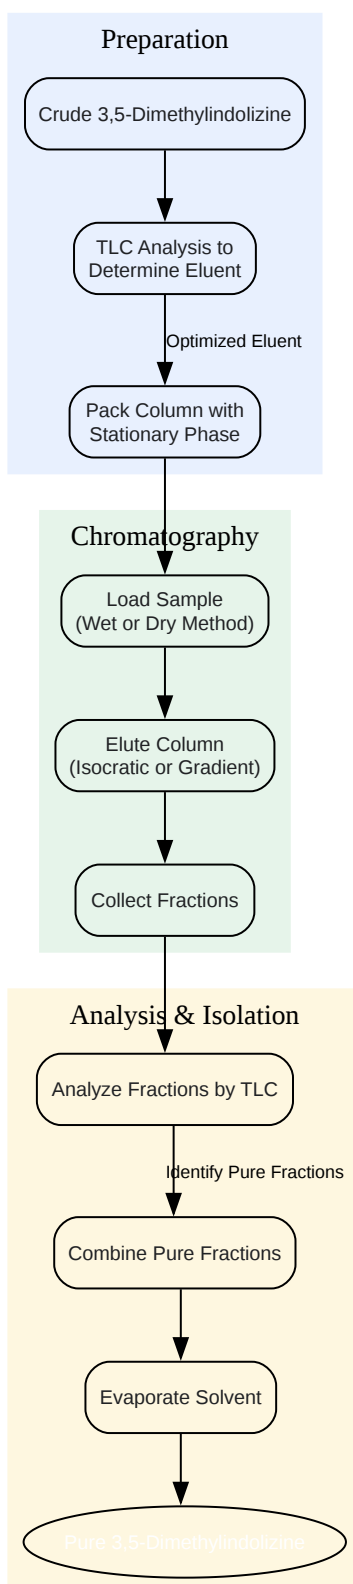 Preparation
Crude 3,5-Dimethylindolizine
TLC Analysis to
Determine Eluent
Optimized Eluent
Pack Column with
Stationary Phase
Chromatography
Load Sample
(Wet or Dry Method)
Elute Column
(Isocratic or Gradient)
Collect Fractions
Analysis & Isolation
Analyze Fractions by TLC
Identify Pure Fractions
Combine Pure Fractions
Evaporate Solvent
Pure 3,5-Dimethylindolizine